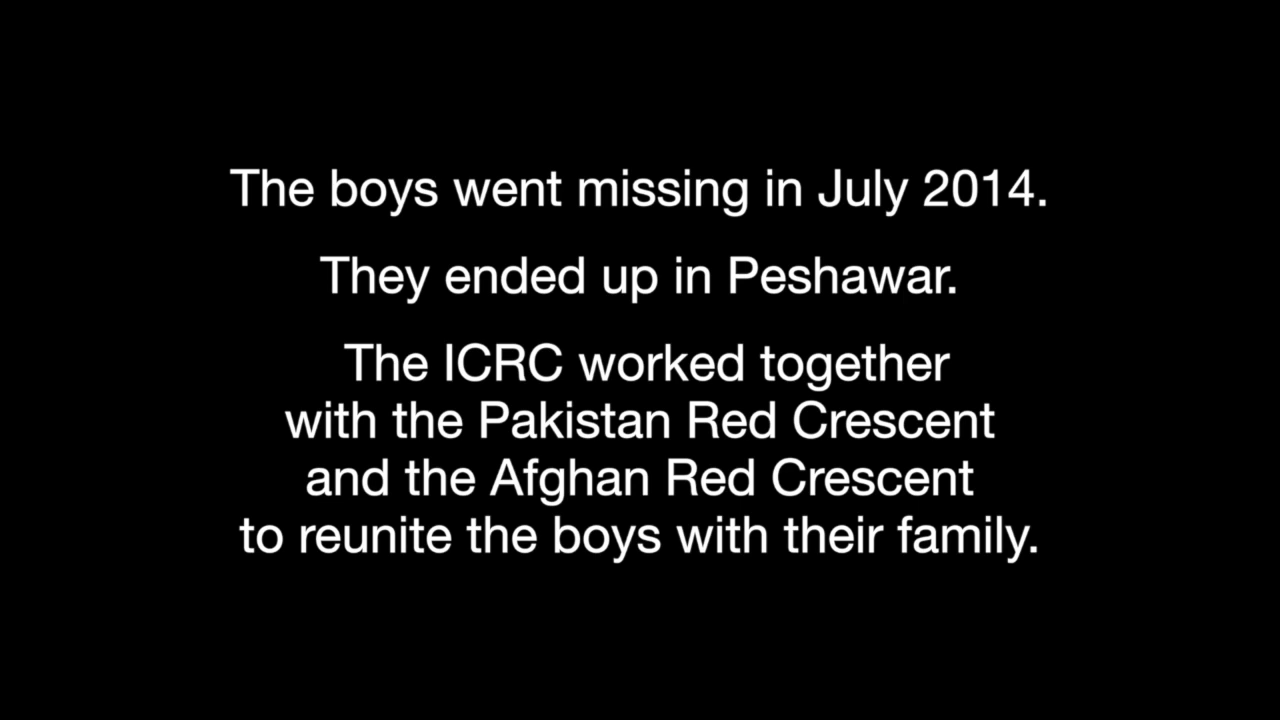 The boys went missing in July 2014.
They ended up in Peshawar.
The ICRC worked together
with the Pakistan Red Crescent
and the Afghan Red Crescent
to reunite the boys with their family.